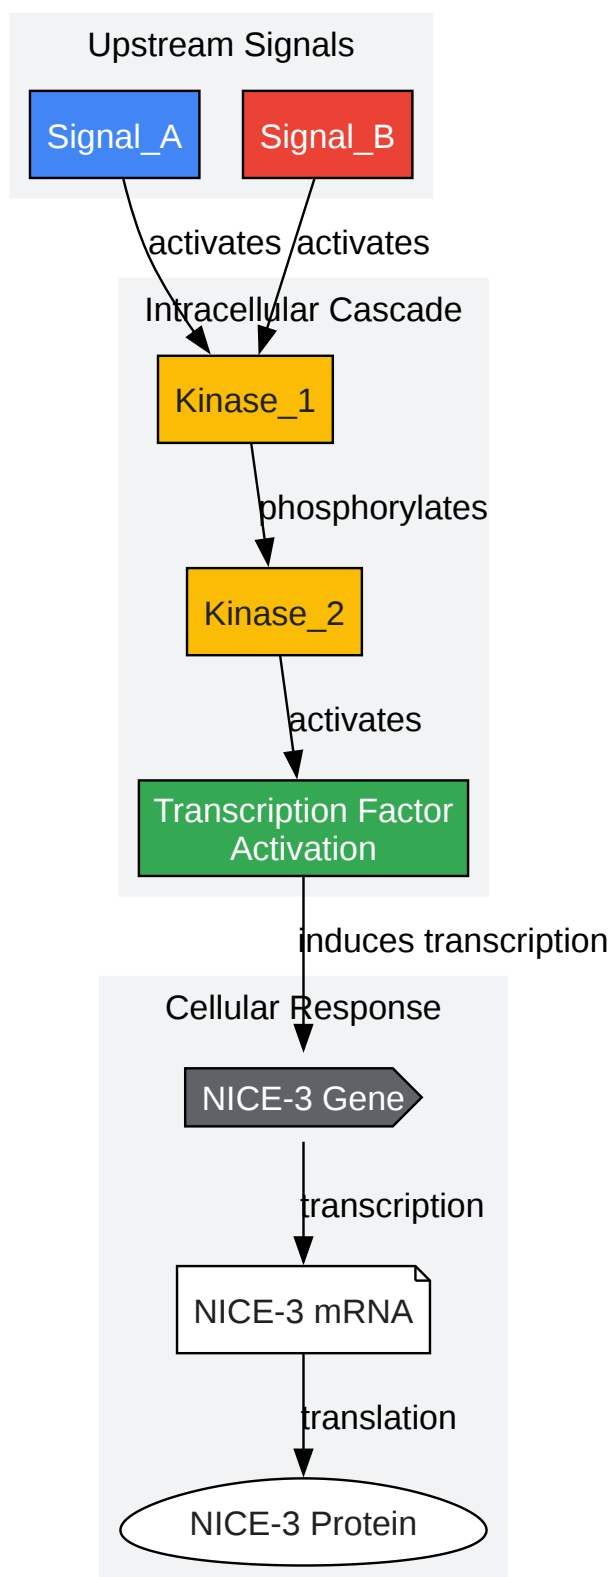 Upstream Signals
Signal_A
Signal_B
activates
activates
Intracellular Cascade
Kinase_1
phosphorylates
Kinase_2
activates
Transcription Factor
Activation
induces transcription
Cellular Response
NICE-3 Gene
transcription
NICE-3 mRNA
translation
NICE-3 Protein